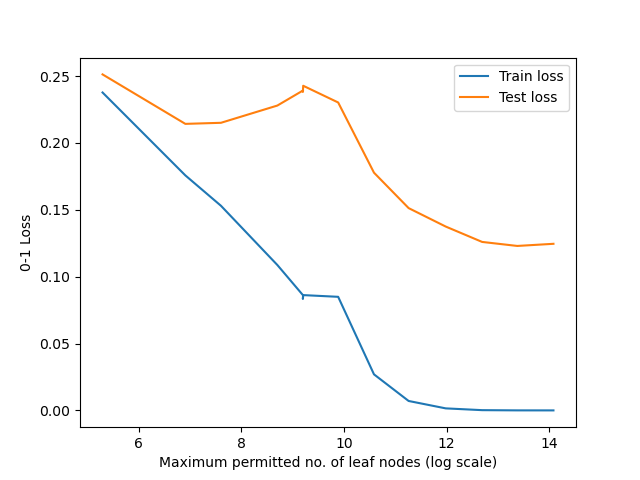 Train loss
Test loss
0.25
0.20
0.15
0.10
0.05
0.00
0-1 Loss
6 8 10 12 14
Maximum permitted no. of leaf nodes (log scale)